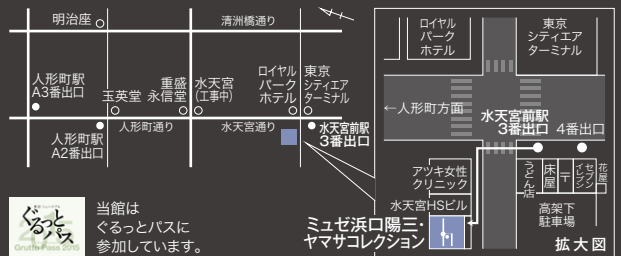 明治座
清洲橋通り
人形町駅
A3番出口
玉英堂
重盛
永信堂
水天宮
(工事中)
ロイヤル
パーク
ホテル
東京
シティエア
ターミナル
人形町駅
A2番出口
人形町通り
水天宮通り
水天宮前駅
3番出口
ぐるっと
パス
Grutto Pass 2015
当館は
ぐるっとパスに
参加しています。
ロイヤル
パーク
ホテル
東京
シティエア
ターミナル
←人形町方面
水天宮前駅
3番出口
4番出口
アツキ女性
クリニック
水天宮HSビル
うどん店
床屋
〒
セブン
イレブン
花屋
高架下
駐車場
ミュゼ浜口陽三・
ヤマサコレクション
拡大図